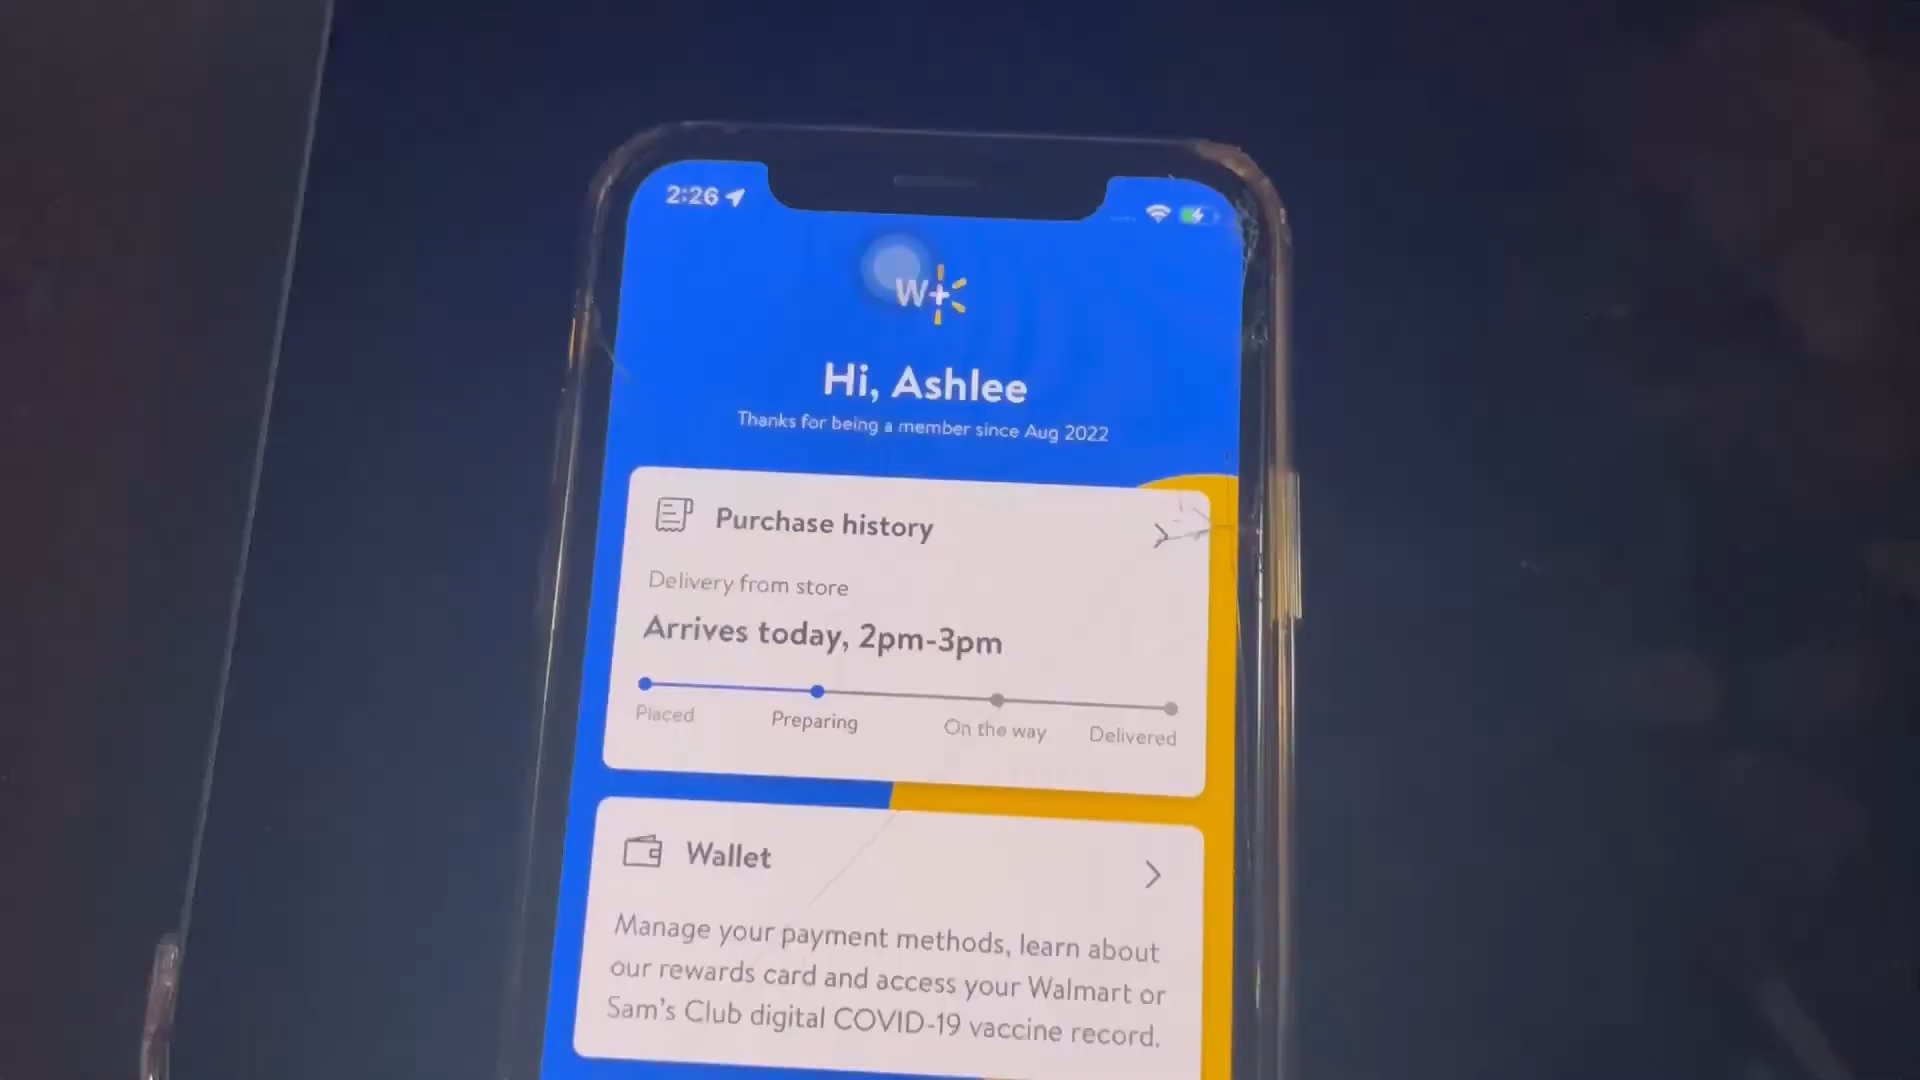 2:26
W+
Hi, Ashlee
Thanks for being a member since Aug 2022
Purchase history
Delivery from store
Arrives today, 2pm-3pm
Placed
Preparing
On the way
Delivered
Wallet
Manage your payment methods, learn about
our rewards card and access your Walmart or
Sam's Club digital COVID-19 vaccine record.